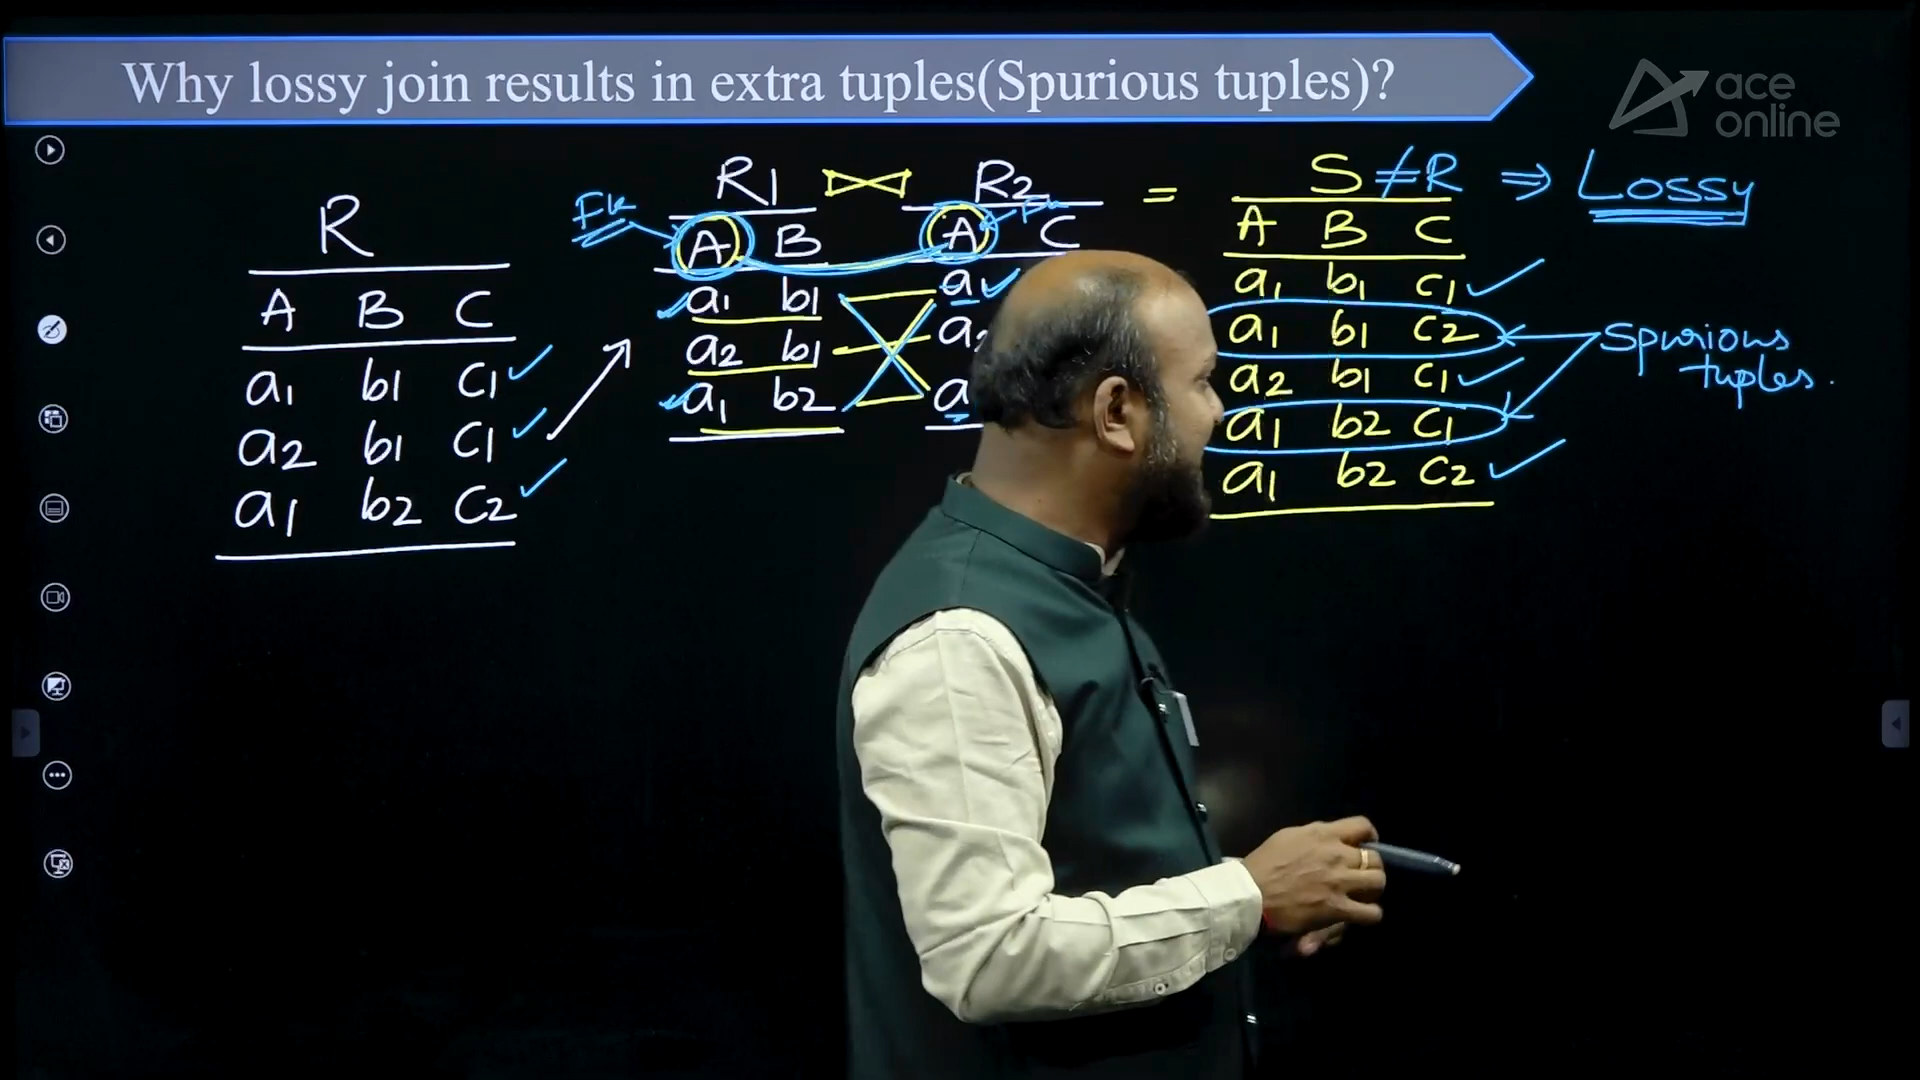 Why lossy join results in extra tuples(Spurious tuples)?
ace
online
R
A B C
a1 b1 c1
a2 b1 c1
a1 b2 c2
R1 ⋈ R2 = S ≠ R ⇒ Lossy
FK
A B
a1 b1
a2 b1
a1 b2
A C
a1
a2
a
A B C
a1 b1 c1
a1 b1 c2
a2 b1 c1
a1 b2 c1
a1 b2 c2
Spurious
tuples.